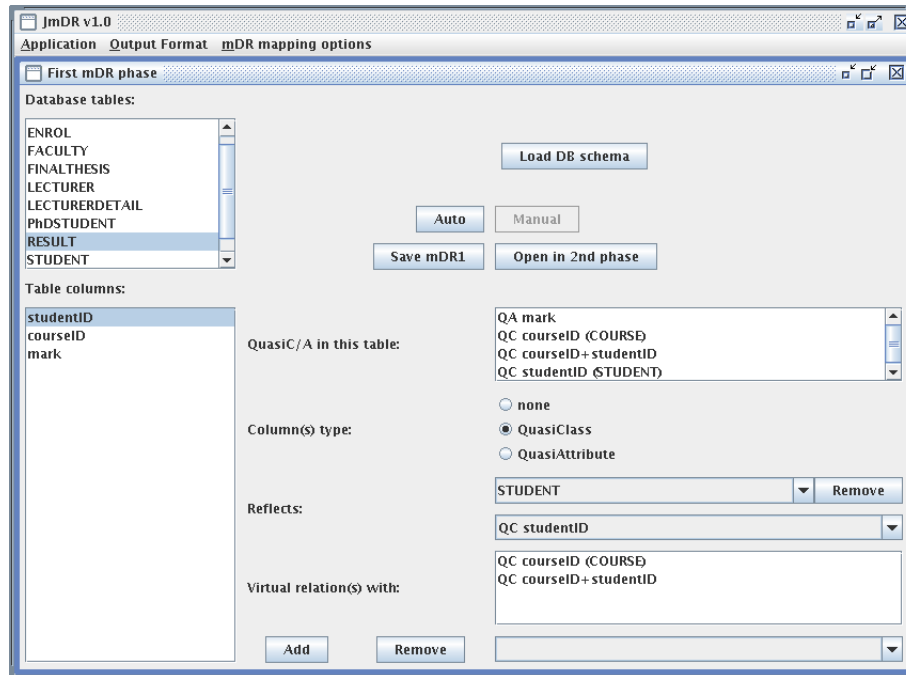 JmDR v1.0
Application Output Format mDR mapping options
First mDR phase
Database tables:
ENROL
FACULTY
FINALTHESIS
LECTURER
LECTURERDETAIL
PhDSTUDENT
RESULT
STUDENT
Load DB schema
Auto Manual
Save mDR1 Open in 2nd phase
Table columns:
studentID
courseID
mark
QuasiC/A in this table:
QA mark
QC courseID (COURSE)
QC courseID+studentID
QC studentID (STUDENT)
Column(s) type:
none
QuasiClass
QuasiAttribute
Reflects:
STUDENT Remove
QC studentID
Virtual relation(s) with:
QC courseID (COURSE)
QC courseID+studentID
Add Remove